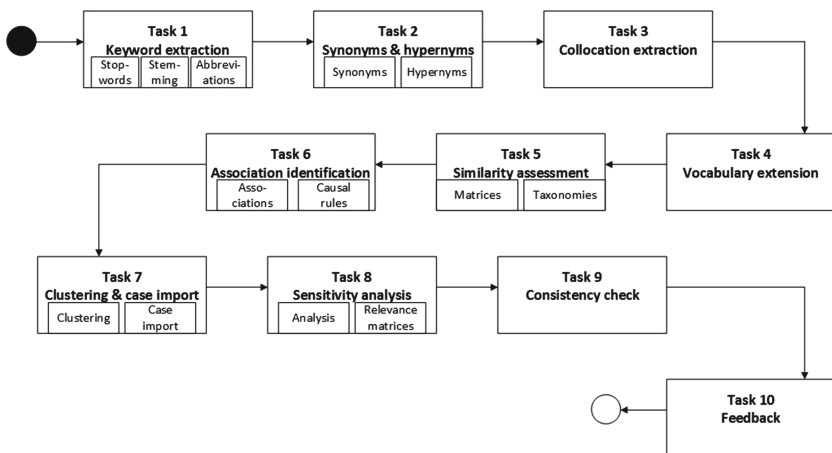 Task 1
Keyword extraction
Stop-
words
Stem-
ming
Abbrevi-
ations
Task 2
Synonyms & hypernyms
Synonyms
Hypernyms
Task 3
Collocation extraction
Task 4
Vocabulary extension
Task 5
Similarity assessment
Matrices
Taxonomies
Task 6
Association identification
Asso-
ciations
Causal
rules
Task 7
Clustering & case import
Clustering
Case
import
Task 8
Sensitivity analysis
Analysis
Relevance
matrices
Task 9
Consistency check
Task 10
Feedback